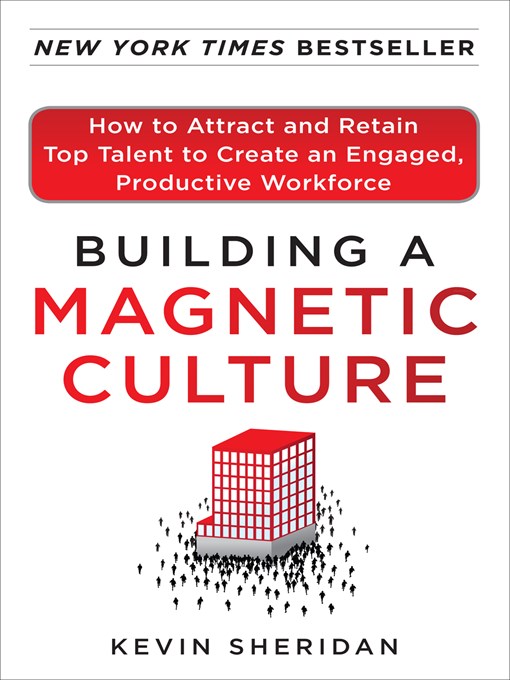 NEW YORK TIMES BESTSELLER
How to Attract and Retain
Top Talent to Create an Engaged,
Productive Workforce
BUILDING A
MAGNETIC
CULTURE
KEVIN SHERIDAN